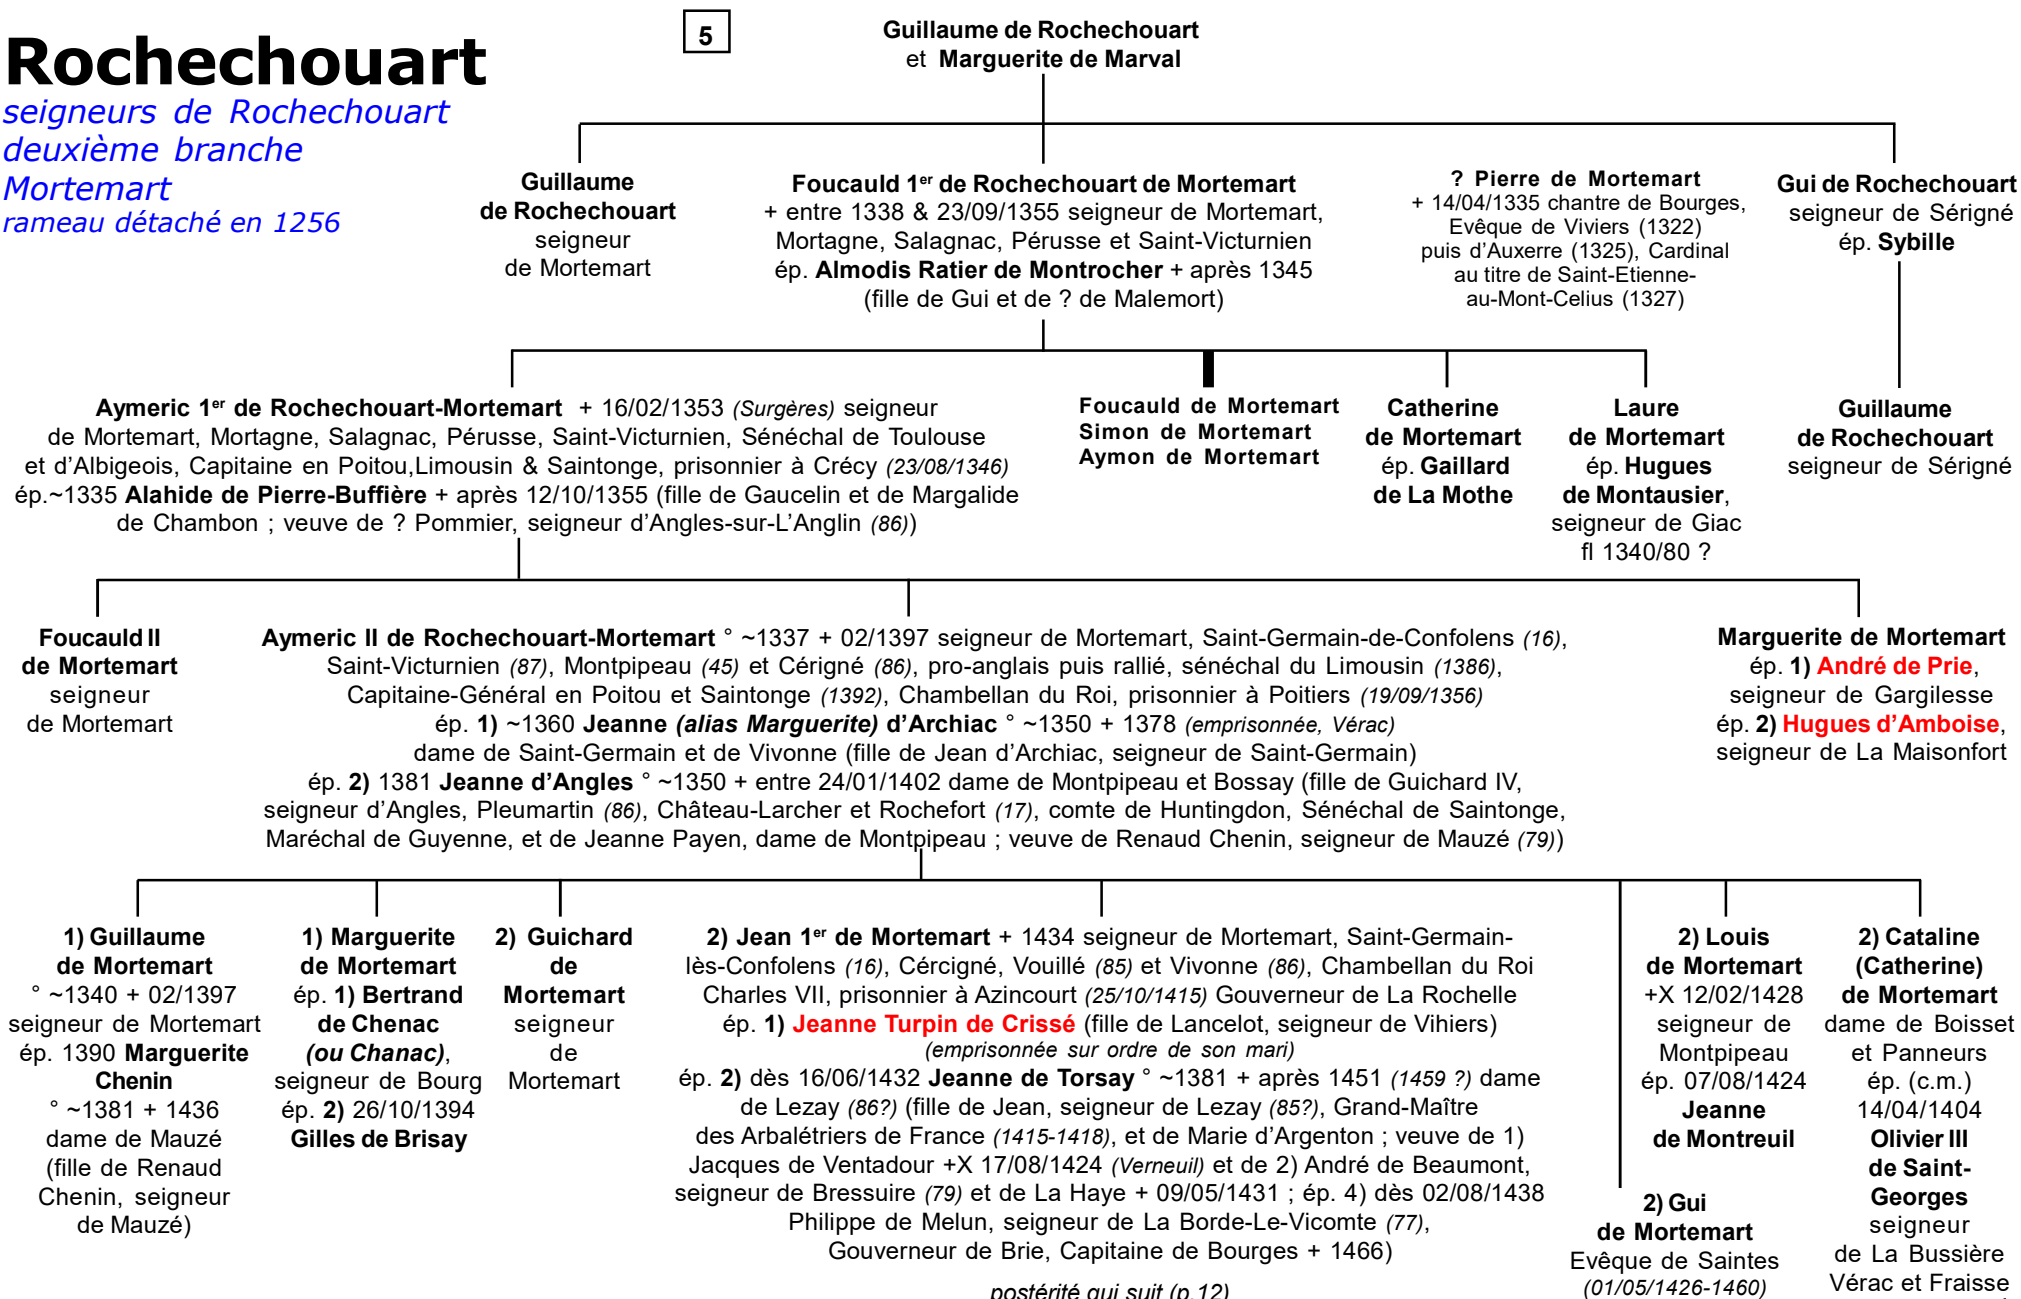 Rochechouart
seigneurs de Rochechouart
deuxième branche
Mortemart
rameau détaché en 1256
5
Guillaume de Rochechouart
et Marguerite de Marval
Guillaume
de Rochechouart
seigneur
de Mortemart
Foucauld 1er de Rochechouart de Mortemart
+ entre 1338 & 23/09/1355 seigneur de Mortemart,
Mortagne, Salagnac, Pérusse et Saint-Victurnien
ép. Almodis Ratier de Montrocher + après 1345
(fille de Gui et de ? de Malemort)
? Pierre de Mortemart
+ 14/04/1335 chantre de Bourges,
Evêque de Viviers (1322)
puis d'Auxerre (1325), Cardinal
au titre de Saint-Etienne-
au-Mont-Celius (1327)
Gui de Rochechouart
seigneur de Sérigné
ép. Sybille
Aymeric 1er de Rochechouart-Mortemart + 16/02/1353 (Surgères) seigneur
de Mortemart, Mortagne, Salagnac, Pérusse, Saint-Victurnien, Sénéchal de Toulouse
et d'Albigeois, Capitaine en Poitou,Limousin & Saintonge, prisonnier à Crécy (23/08/1346)
ép.~1335 Alahide de Pierre-Buffière + après 12/10/1355 (fille de Gaucelin et de Margalide
de Chambon ; veuve de ? Pommier, seigneur d'Angles-sur-L'Anglin (86))
Foucauld de Mortemart
Simon de Mortemart
Aymon de Mortemart
Catherine
de Mortemart
ép. Gaillard
de La Mothe
Laure
de Mortemart
ép. Hugues
de Montausier,
seigneur de Giac
fl 1340/80 ?
Guillaume
de Rochechouart
seigneur de Sérigné
Foucauld II
de Mortemart
seigneur
de Mortemart
Aymeric II de Rochechouart-Mortemart ° ~1337 + 02/1397 seigneur de Mortemart, Saint-Germain-de-Confolens (16),
Saint-Victurnien (87), Montpipeau (45) et Cérigné (86), pro-anglais puis rallié, sénéchal du Limousin (1386),
Capitaine-Général en Poitou et Saintonge (1392), Chambellan du Roi, prisonnier à Poitiers (19/09/1356)
ép. 1) ~1360 Jeanne (alias Marguerite) d'Archiac ° ~1350 + 1378 (emprisonnée, Vérac)
dame de Saint-Germain et de Vivonne (fille de Jean d'Archiac, seigneur de Saint-Germain)
ép. 2) 1381 Jeanne d'Angles ° ~1350 + entre 24/01/1402 dame de Montpipeau et Bossay (fille de Guichard IV,
seigneur d'Angles, Pleumartin (86), Château-Larcher et Rochefort (17), comte de Huntingdon, Sénéchal de Saintonge,
Maréchal de Guyenne, et de Jeanne Payen, dame de Montpipeau ; veuve de Renaud Chenin, seigneur de Mauzé (79))
Marguerite de Mortemart
ép. 1) André de Prie,
seigneur de Gargilesse
ép. 2) Hugues d'Amboise,
seigneur de La Maisonfort
1) Guillaume
de Mortemart
° ~1340 + 02/1397
seigneur de Mortemart
ép. 1390 Marguerite
Chenin
° ~1381 + 1436
dame de Mauzé
(fille de Renaud
Chenin, seigneur
de Mauzé)
1) Marguerite
de Mortemart
ép. 1) Bertrand
de Chenac
(ou Chanac),
seigneur de Bourg
ép. 2) 26/10/1394
Gilles de Brisay
2) Guichard
de
Mortemart
seigneur
de
Mortemart
2) Jean 1er de Mortemart + 1434 seigneur de Mortemart, Saint-Germain-
lès-Confolens (16), Cércigné, Vouillé (85) et Vivonne (86), Chambellan du Roi
Charles VII, prisonnier à Azincourt (25/10/1415) Gouverneur de La Rochelle
ép. 1) Jeanne Turpin de Crissé (fille de Lancelot, seigneur de Vihiers)
(emprisonnée sur ordre de son mari)
ép. 2) dès 16/06/1432 Jeanne de Torsay ° ~1381 + après 1451 (1459 ?) dame
de Lezay (86?) (fille de Jean, seigneur de Lezay (85?), Grand-Maître
des Arbalétriers de France (1415-1418), et de Marie d'Argenton ; veuve de 1)
Jacques de Ventadour +X 17/08/1424 (Verneuil) et de 2) André de Beaumont,
seigneur de Bressuire (79) et de La Haye + 09/05/1431 ; ép. 4) dès 02/08/1438
Philippe de Melun, seigneur de La Borde-Le-Vicomte (77),
Gouverneur de Brie, Capitaine de Bourges + 1466)
postérité qui suit (p.12)
2) Gui
de Mortemart
Evêque de Saintes
(01/05/1426-1460)
2) Louis
de Mortemart
+X 12/02/1428
seigneur de
Montpipeau
ép. 07/08/1424
Jeanne
de Montreuil
2) Cataline
(Catherine)
de Mortemart
dame de Boisset
et Panneurs
ép. (c.m.)
14/04/1404
Olivier III
de Saint-
Georges
seigneur
de La Bussière
Vérac et Fraisse